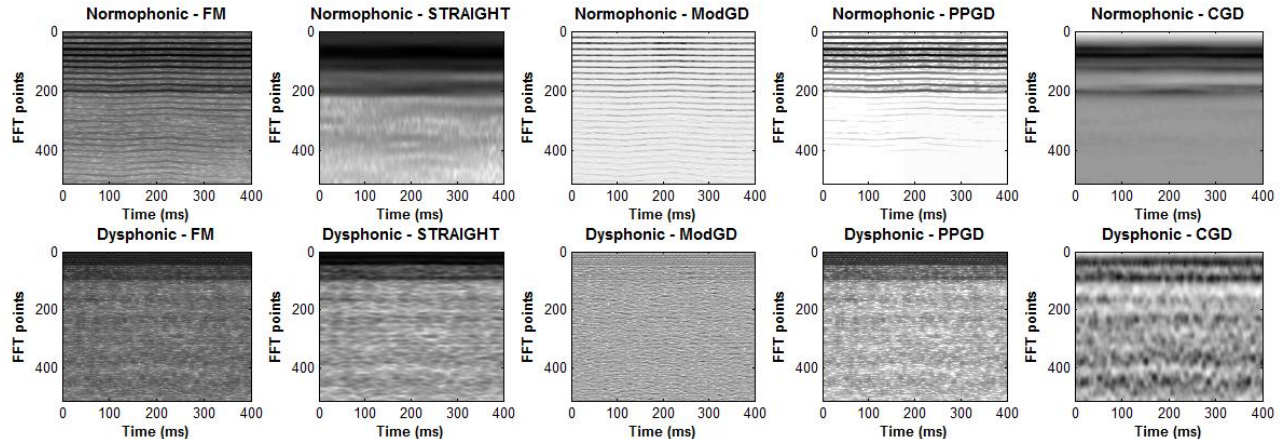 Normophonic - FM
Normophonic - STRAIGHT
Normophonic - ModGD
Normophonic - PPGD
Normophonic - CGD
0
200
400
FFT points
0 100 200 300 400
Time (ms)
0
200
400
FFT points
0 100 200 300 400
Time (ms)
0
200
400
FFT points
0 100 200 300 400
Time (ms)
0
200
400
FFT points
0 100 200 300 400
Time (ms)
0
200
400
FFT points
0 100 200 300 400
Time (ms)
Dysphonic - FM
Dysphonic - STRAIGHT
Dysphonic - ModGD
Dysphonic - PPGD
Dysphonic - CGD
0
200
400
FFT points
0 100 200 300 400
Time (ms)
0
200
400
FFT points
0 100 200 300 400
Time (ms)
0
200
400
FFT points
0 100 200 300 400
Time (ms)
0
200
400
FFT points
0 100 200 300 400
Time (ms)
0
200
400
FFT points
0 100 200 300 400
Time (ms)